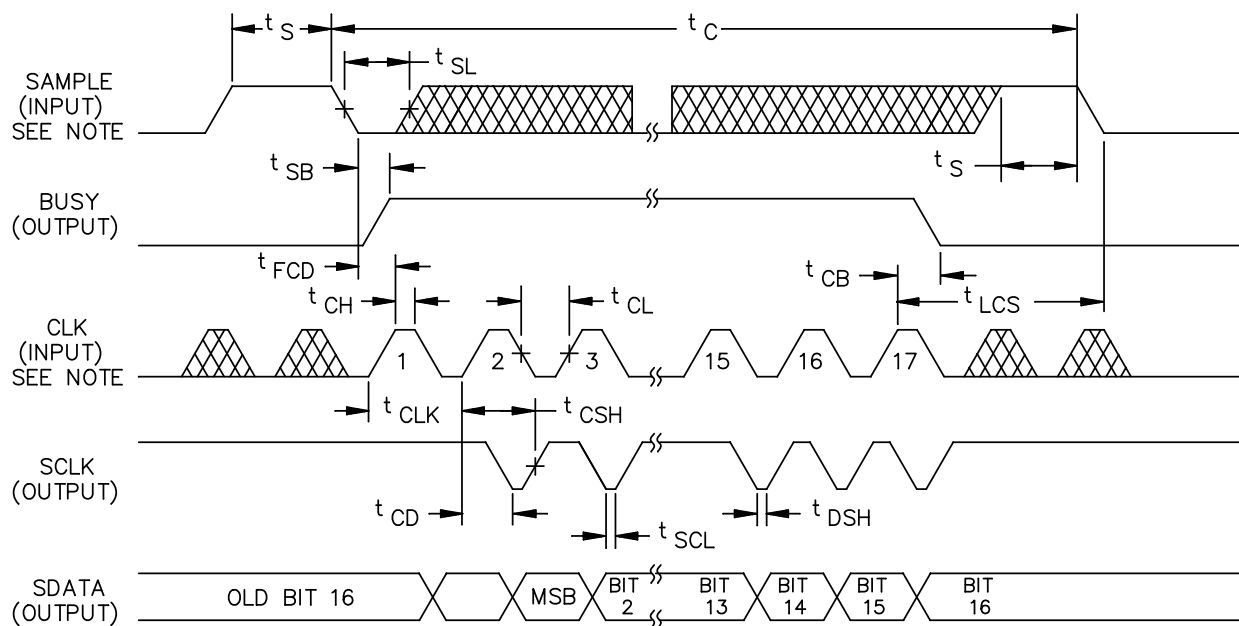 t S
t C
t SL
SAMPLE
(INPUT)
SEE NOTE
t SB
t S
BUSY
(OUTPUT)
t FCD
t CB
t CH
t CL
t LCS
CLK
(INPUT)
SEE NOTE
1
2
3
15
16
17
t CLK
t CSH
SCLK
(OUTPUT)
t CD
t SCL
t DSH
SDATA
(OUTPUT)
OLD BIT 16
MSB
BIT
2
BIT
13
BIT
14
BIT
15
BIT
16